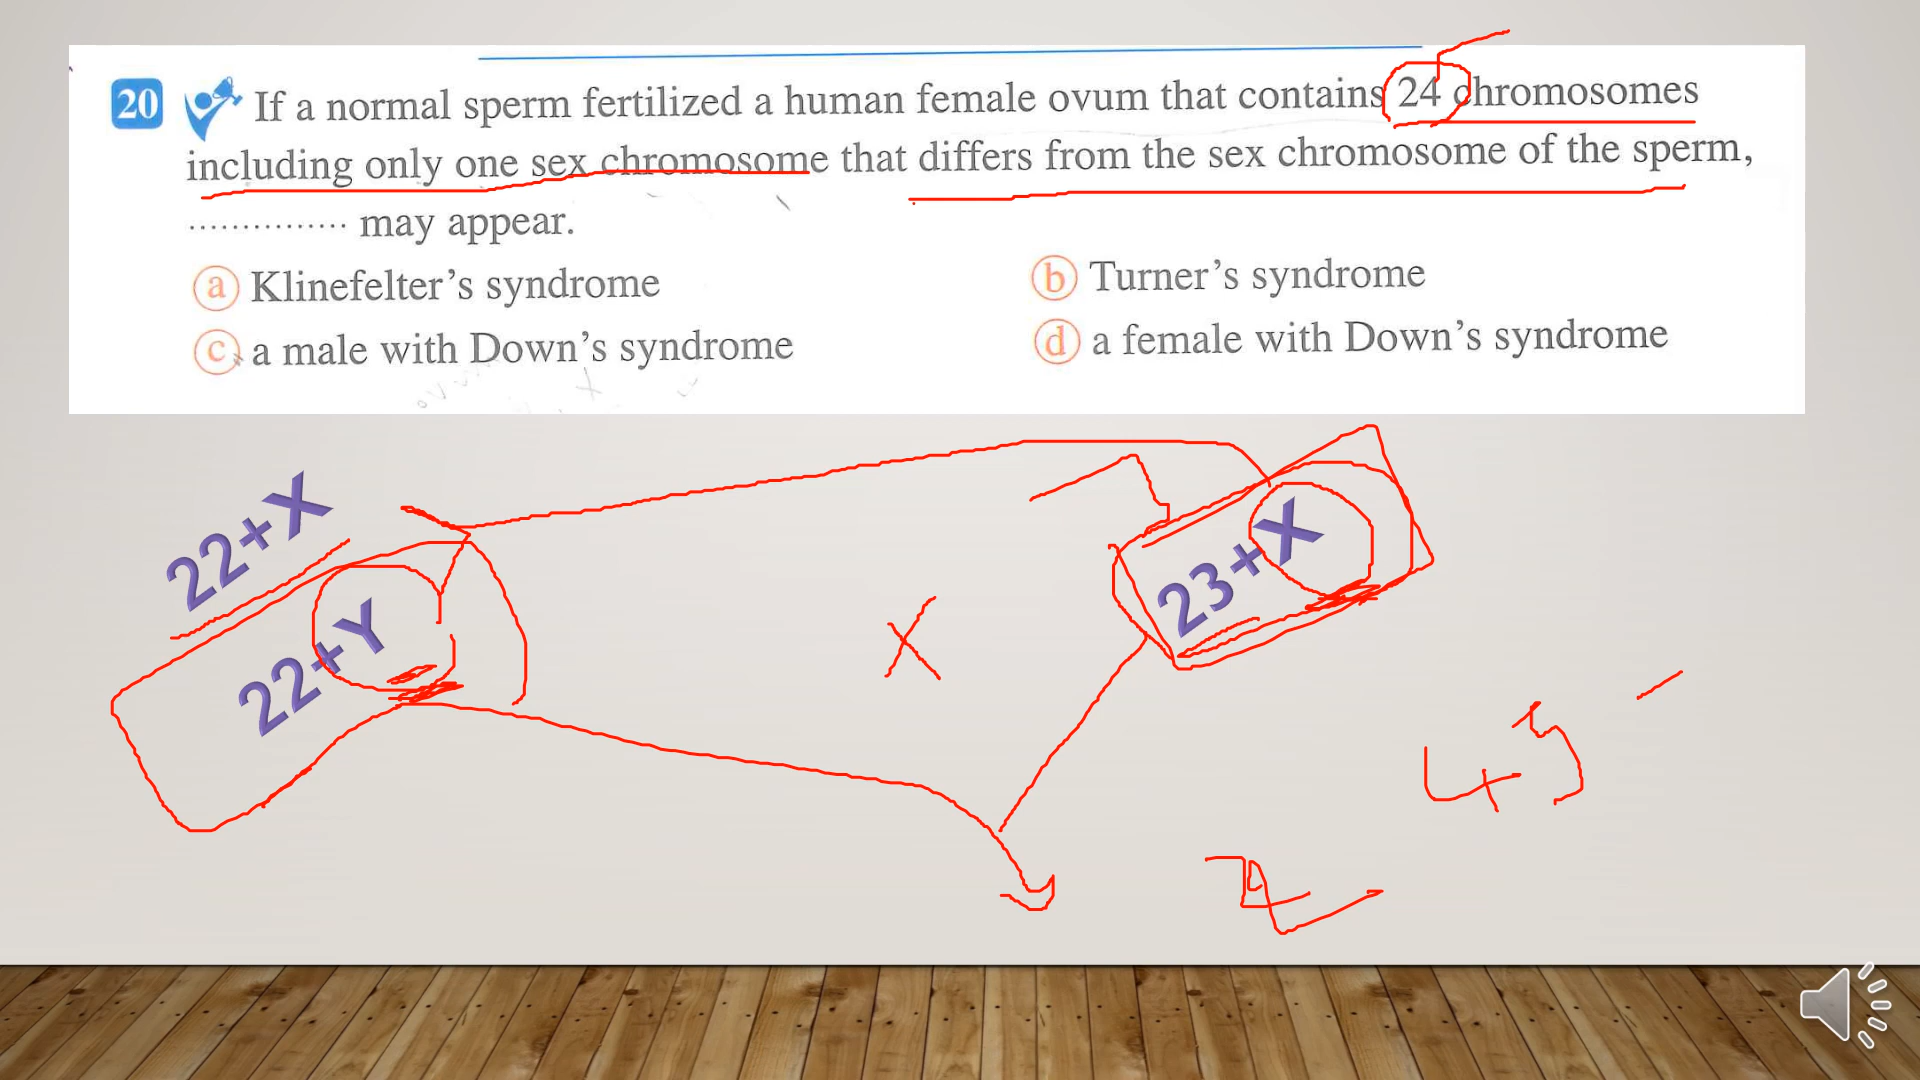 20 If a normal sperm fertilized a human female ovum that contains 24 chromosomes
including only one sex chromosome that differs from the sex chromosome of the sperm,
............... may appear.
a Klinefelter's syndrome
b Turner's syndrome
c a male with Down's syndrome
d a female with Down's syndrome
22+X
22+Y
X
23+X
45